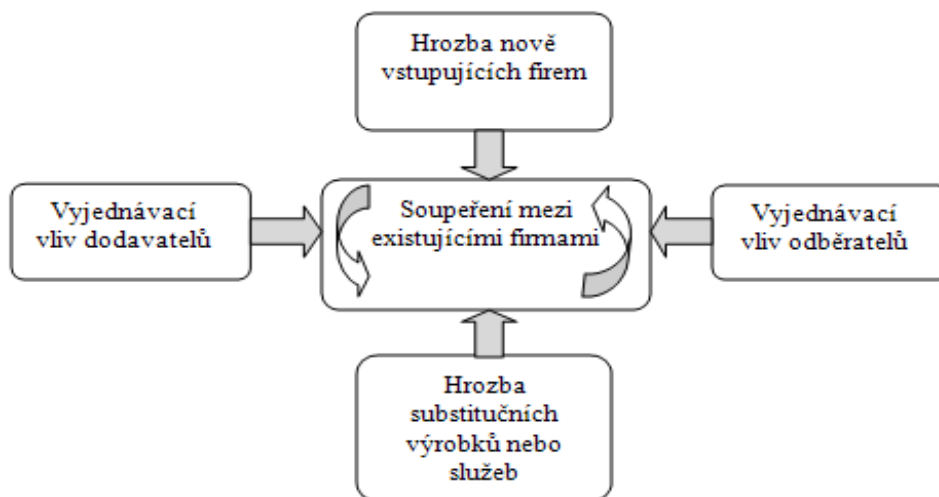 Hrozba nově
vstupujících firem
Vyjednávací
vliv dodavatelů
Soupeření mezi
existujícími firmami
Vyjednávací
vliv odběratelů
Hrozba
substitučních
výrobků nebo
služeb